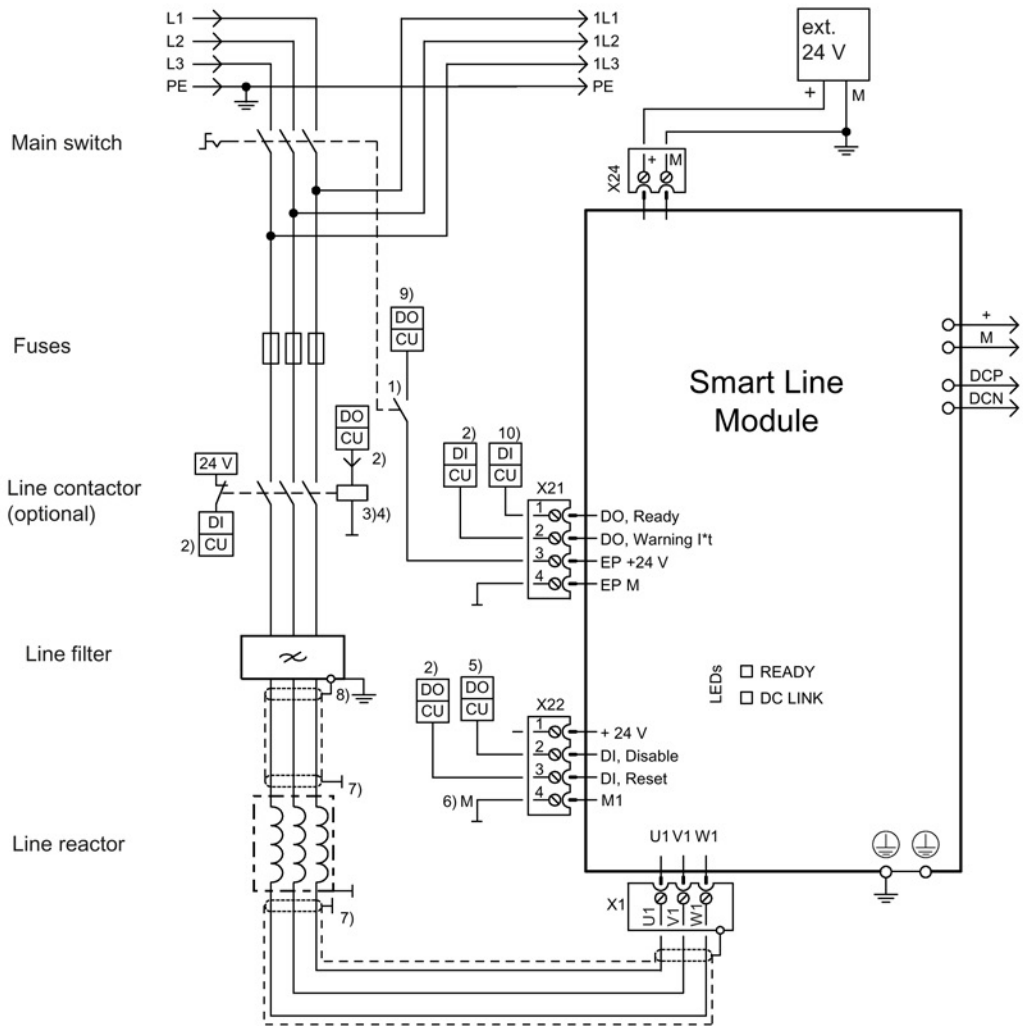 L1
L2
L3
PE
1L1
1L2
1L3
PE
ext.
24 V
+
M
Main switch
X24
+
M
9)
DO
CU
Fuses
1)
Smart Line
Module
+
M
DCP
DCN
DO
CU
2)
24 V
Line contactor
(optional)
3)4)
DI
CU
2)
2)
DI
CU
10)
DI
CU
X21
1
DO, Ready
2
DO, Warning I*t
3
EP +24 V
4
EP M
Line filter
8)
2)
DO
CU
5)
DO
CU
X22
1
+ 24 V
2
DI, Disable
3
DI, Reset
4
M1
6) M
LEDs
READY
DC LINK
7)
Line reactor
7)
U1 V1 W1
X1
U1
V1
W1